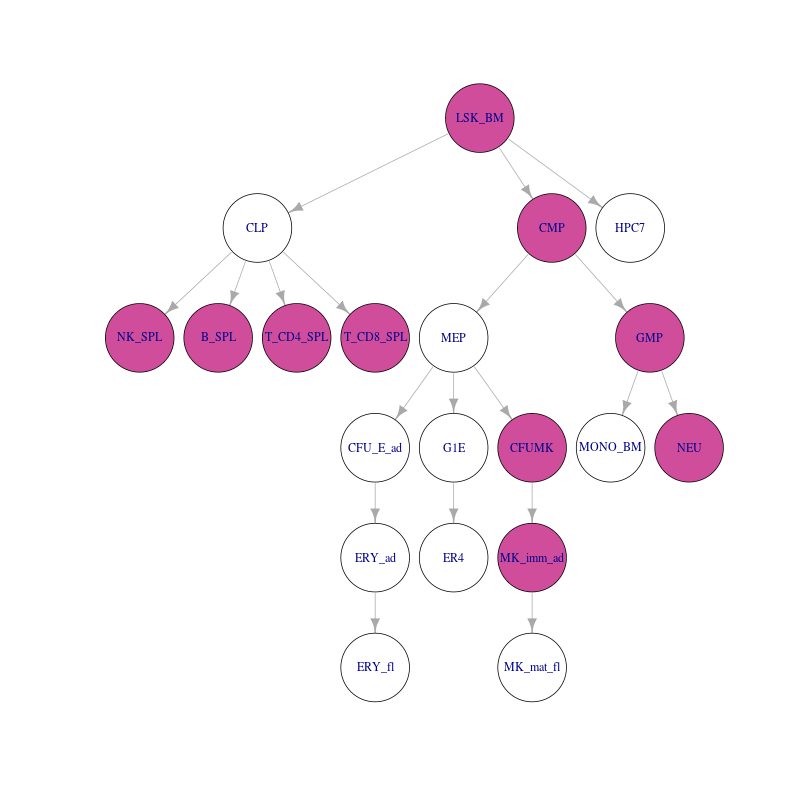 LSK_BM
CLP
CMP
HPC7
NK_SPL
B_SPL
T_CD4_SPL
T_CD8_SPL
MEP
GMP
CFU_E_ad
G1E
CFUMK
MONO_BM
NEU
ERY_ad
ER4
MK_imm_ad
ERY_fl
MK_mat_fl